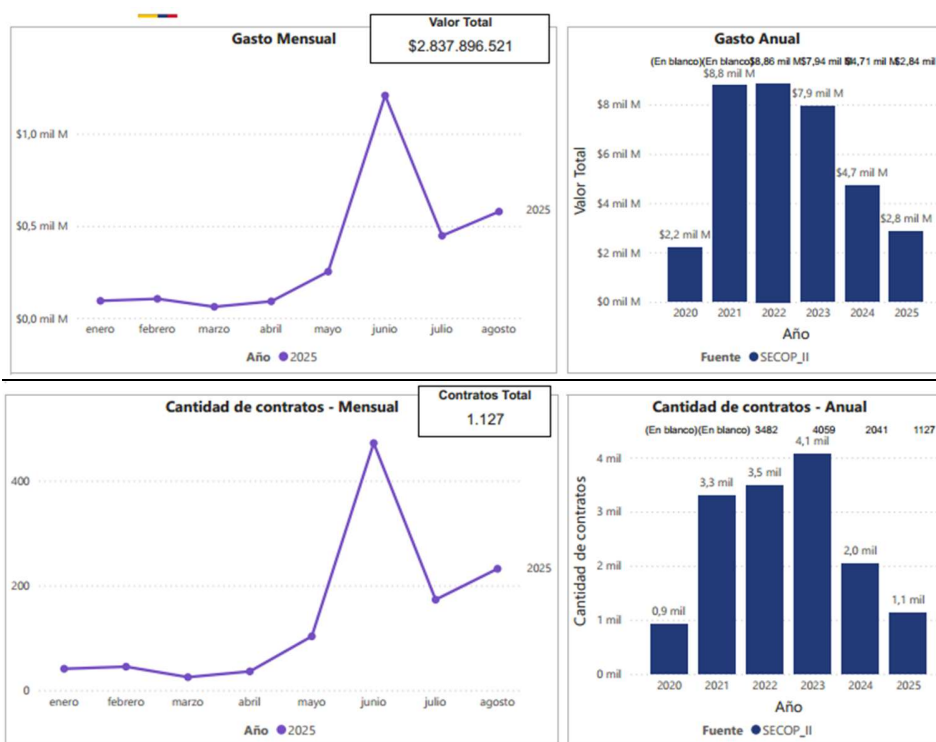 Gasto Mensual
Valor Total
$2.837.896.521
$1,0 mil M
$0,5 mil M
$0,0 mil M
2025
enero febrero marzo abril mayo junio julio agosto
Año 2025
Gasto Anual
(En blanco) (En blanco) $8,86 mil M $7,94 mil M $4,71 mil M $2,84 mil
Valor Total
$8 mil M
$6 mil M
$4 mil M
$2 mil M
$0 mil M
$2,2 mil M
$8,8 mil M
$7,9 mil M
$4,7 mil M
$2,8 mil M
2020 2021 2022 2023 2024 2025
Año
Fuente SECOP_II
Cantidad de contratos - Mensual
Contratos Total
1.127
400
200
0
2025
enero febrero marzo abril mayo junio julio agosto
Año 2025
Cantidad de contratos - Anual
(En blanco) (En blanco) 3482 4059 2041 1127
Cantidad de contratos
4 mil
3 mil
2 mil
1 mil
0 mil
0,9 mil
3,3 mil
3,5 mil
4,1 mil
2,0 mil
1,1 mil
2020 2021 2022 2023 2024 2025
Año
Fuente SECOP_II